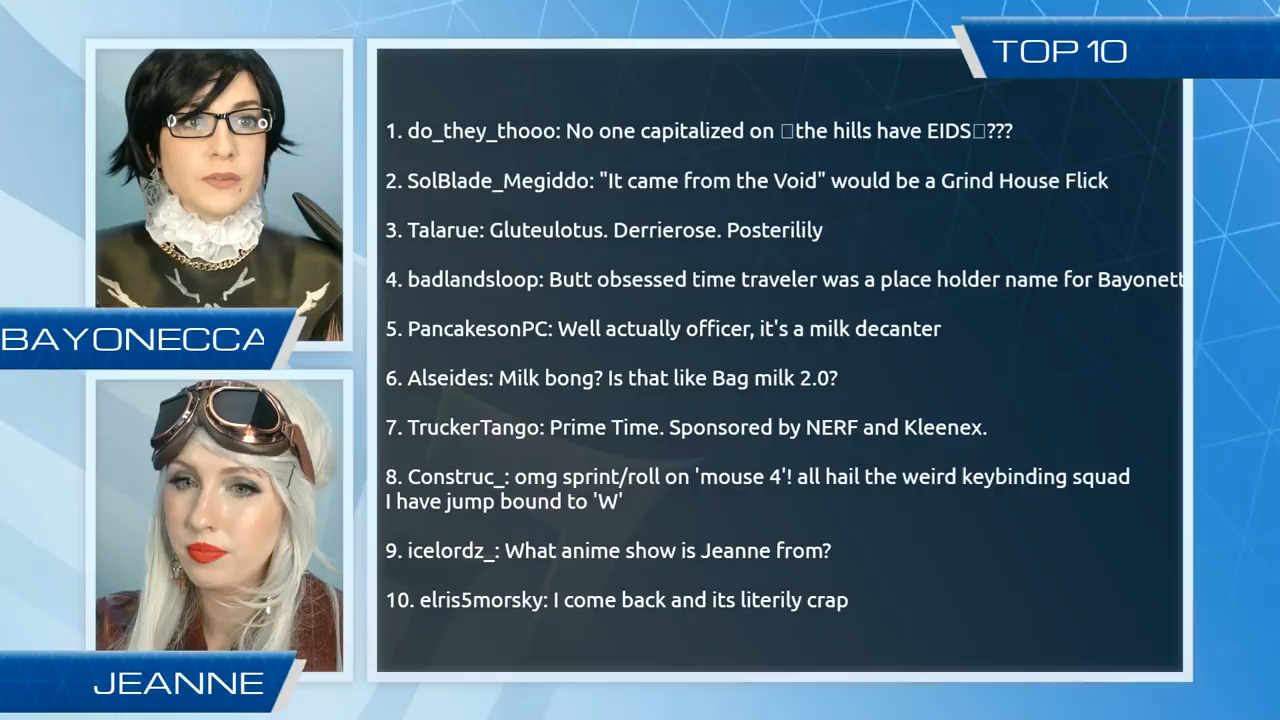 TOP 10
1. do_they_thooo: No one capitalized on □the hills have EIDS□???
2. SolBlade_Megiddo: "It came from the Void" would be a Grind House Flick
3. Talarue: Gluteulotus. Derrierose. Posterilily
4. badlandsloop: Butt obsessed time traveler was a place holder name for Bayonett
5. PancakesonPC: Well actually officer, it's a milk decanter
6. Alseides: Milk bong? Is that like Bag milk 2.0?
7. TruckerTango: Prime Time. Sponsored by NERF and Kleenex.
8. Construc_: omg sprint/roll on 'mouse 4'! all hail the weird keybinding squad
I have jump bound to 'W'
9. icelordz_: What anime show is Jeanne from?
10. elris5morsky: I come back and its literily crap
BAYONECCA
JEANNE